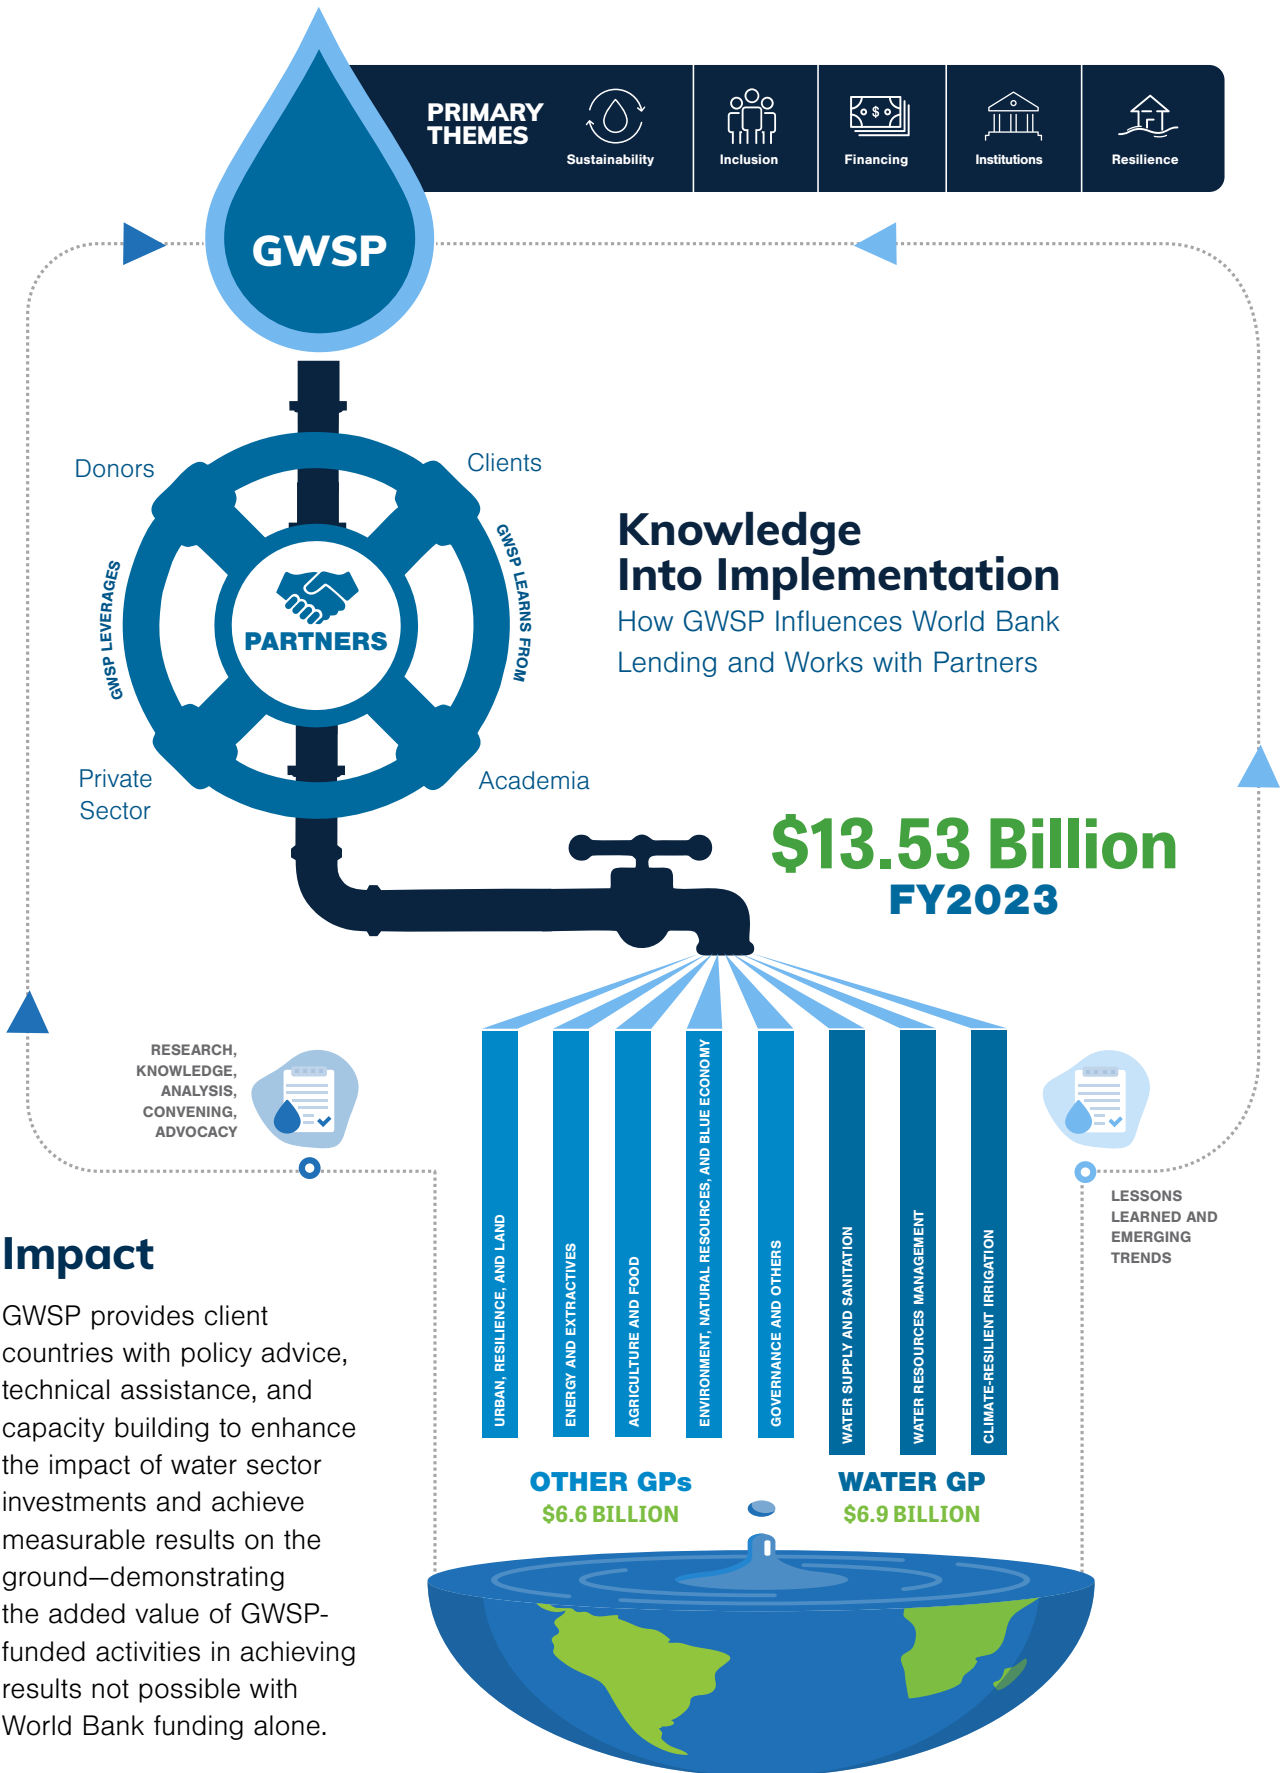 PRIMARY
THEMES
Sustainability
Inclusion
Financing
Institutions
Resilience
$
GWSP
Donors
Clients
GWSP LEVERAGES
GWSP LEARNS FROM
PARTNERS
Private
Sector
Academia
Knowledge
Into Implementation
How GWSP Influences World Bank
Lending and Works with Partners
$13.53 Billion
FY2023
RESEARCH,
KNOWLEDGE,
ANALYSIS,
CONVENING,
ADVOCACY
URBAN, RESILIENCE, AND LAND
ENERGY AND EXTRACTIVES
AGRICULTURE AND FOOD
ENVIRONMENT, NATURAL RESOURCES, AND BLUE ECONOMY
GOVERNANCE AND OTHERS
WATER SUPPLY AND SANITATION
WATER RESOURCES MANAGEMENT
CLIMATE-RESILIENT IRRIGATION
LESSONS
LEARNED AND
EMERGING
TRENDS
OTHER GPs
$6.6 BILLION
WATER GP
$6.9 BILLION
Impact
GWSP provides client
countries with policy advice,
technical assistance, and
capacity building to enhance
the impact of water sector
investments and achieve
measurable results on the
ground—demonstrating
the added value of GWSP-
funded activities in achieving
results not possible with
World Bank funding alone.